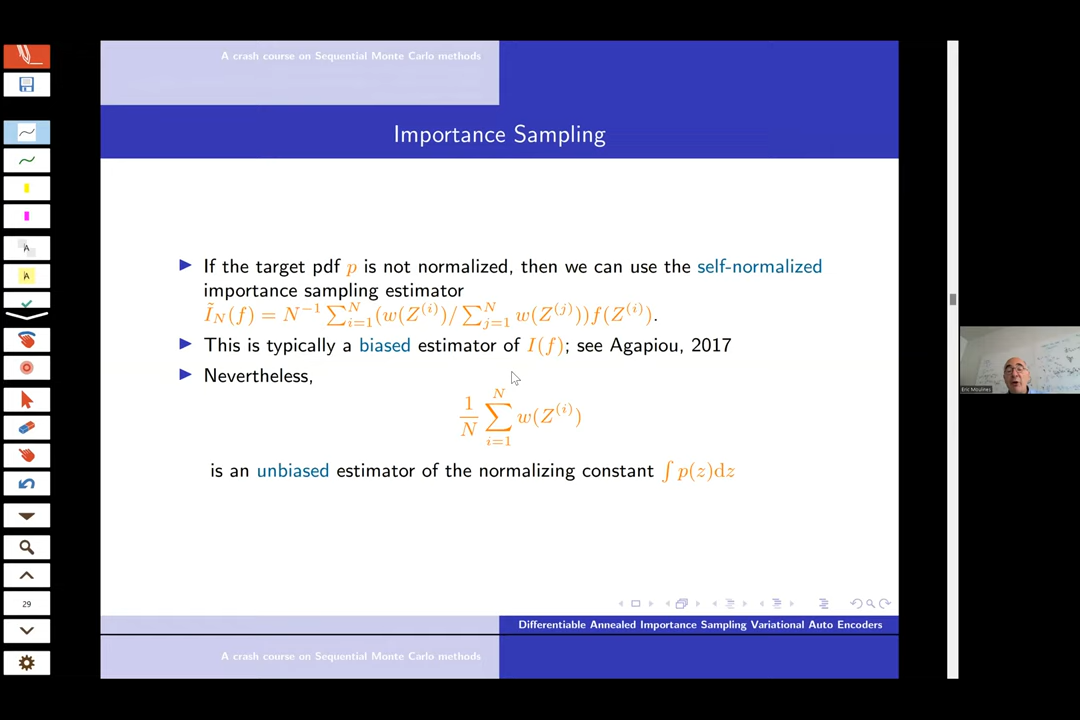 A crash course on Sequential Monte Carlo methods
Importance Sampling
▶ If the target pdf p is not normalized, then we can use the self-normalized
importance sampling estimator
Ĩ_N(f) = N^{-1} ∑_{i=1}^{N} (w(Z^{(i)})/ ∑_{j=1}^{N} w(Z^{(j)}))f(Z^{(i)}).
▶ This is typically a biased estimator of I(f); see Agapiou, 2017
▶ Nevertheless,
\frac{1}{N} ∑_{i=1}^{N} w(Z^{(i)})
is an unbiased estimator of the normalizing constant ∫ p(z)dz
A
A
29
Eric Moulines
Differentiable Annealed Importance Sampling Variational Auto Encoders
A crash course on Sequential Monte Carlo methods